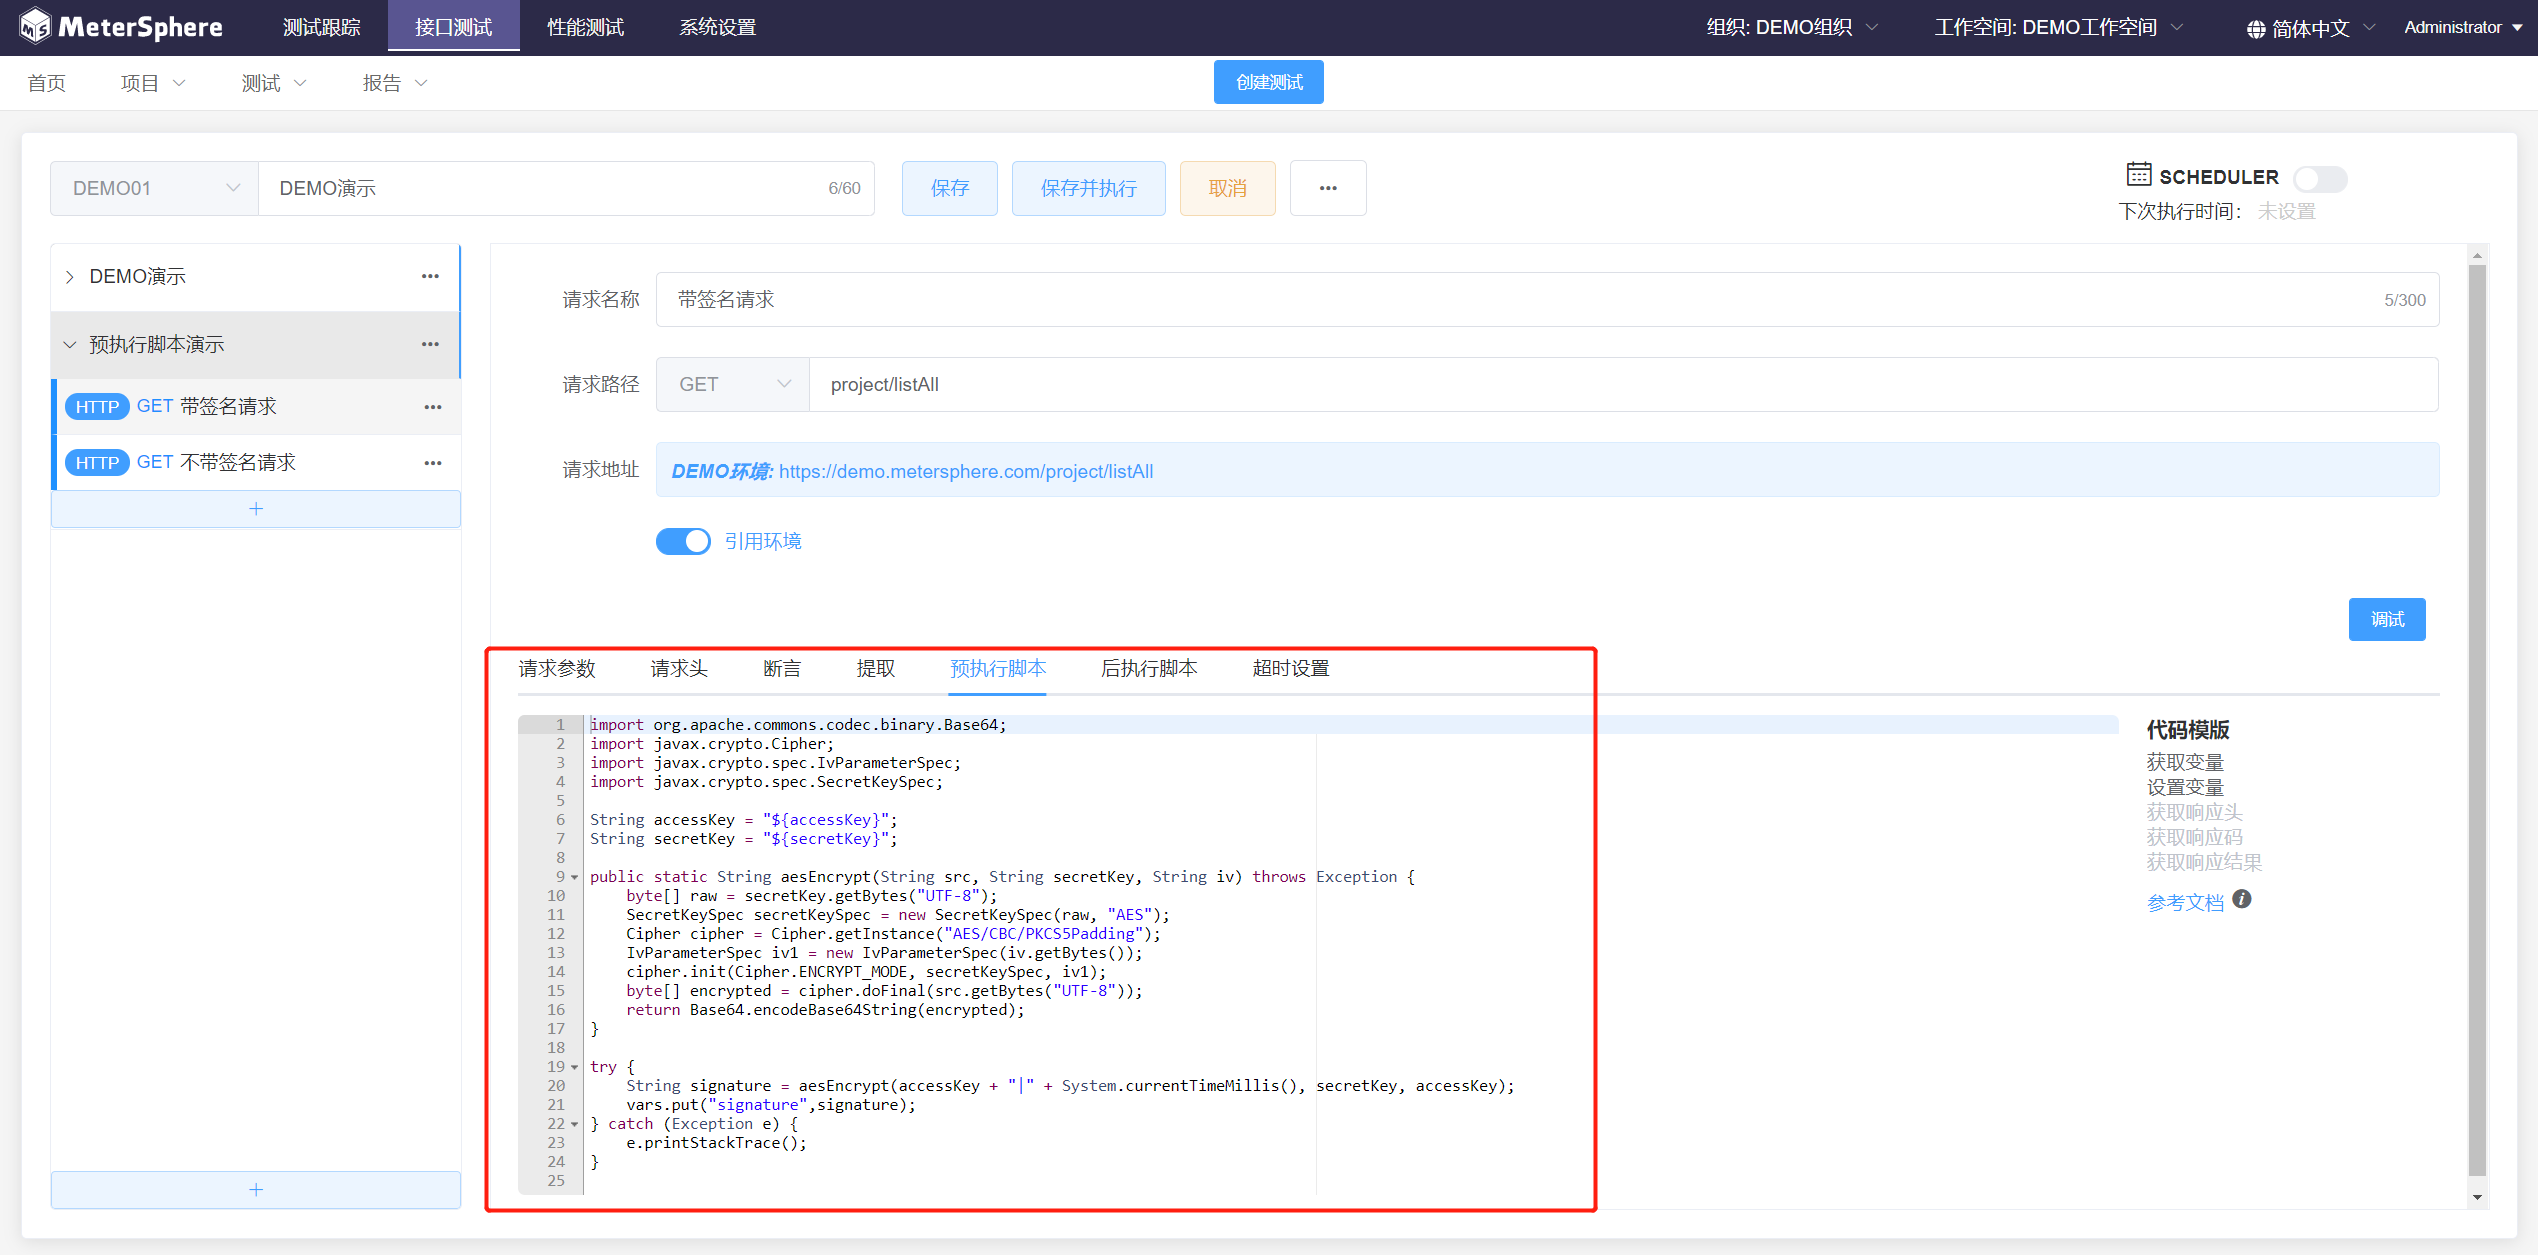 MeterSphere 测试跟踪 接口测试 性能测试 系统设置 组织: DEMO组织 工作空间: DEMO工作空间 简体中文 Administrator
首页 项目 测试 报告 创建测试
DEMO01 DEMO演示 6/60 保存 保存并执行 取消 ••• SCHEDULER
下次执行时间： 未设置
DEMO演示 •••
预执行脚本演示 •••
HTTP GET 带签名请求 •••
HTTP GET 不带签名请求 •••
+
+
请求名称 带签名请求 5/300
请求路径 GET project/listAll
请求地址 DEMO环境: https://demo.metersphere.com/project/listAll
引用环境
调试
请求参数 请求头 断言 提取 预执行脚本 后执行脚本 超时设置
1 import org.apache.commons.codec.binary.Base64;
2 import javax.crypto.Cipher;
3 import javax.crypto.spec.IvParameterSpec;
4 import javax.crypto.spec.SecretKeySpec;
5
6 String accessKey = "${accessKey}";
7 String secretKey = "${secretKey}";
8
9 public static String aesEncrypt(String src, String secretKey, String iv) throws Exception {
10     byte[] raw = secretKey.getBytes("UTF-8");
11     SecretKeySpec secretKeySpec = new SecretKeySpec(raw, "AES");
12     Cipher cipher = Cipher.getInstance("AES/CBC/PKCS5Padding");
13     IvParameterSpec iv1 = new IvParameterSpec(iv.getBytes());
14     cipher.init(Cipher.ENCRYPT_MODE, secretKeySpec, iv1);
15     byte[] encrypted = cipher.doFinal(src.getBytes("UTF-8"));
16     return Base64.encodeBase64String(encrypted);
17 }
18
19 try {
20     String signature = aesEncrypt(accessKey + "|" + System.currentTimeMillis(), secretKey, accessKey);
21     vars.put("signature",signature);
22 } catch (Exception e) {
23     e.printStackTrace();
24 }
25
代码模版
获取变量
设置变量
获取响应头
获取响应码
获取响应结果
参考文档